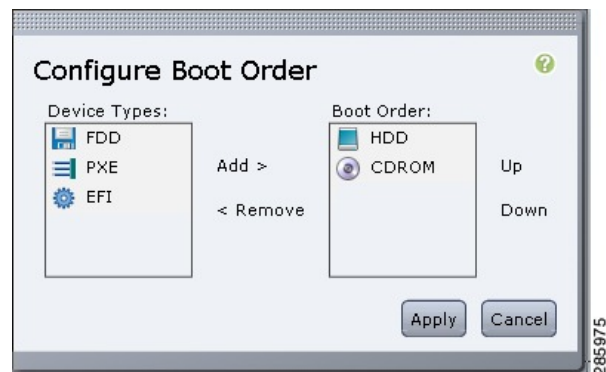 Configure Boot Order
?
Device Types:
FDD
PXE
EFI
Add >
< Remove
Boot Order:
HDD
CDROM
Up
Down
Apply
Cancel
285975